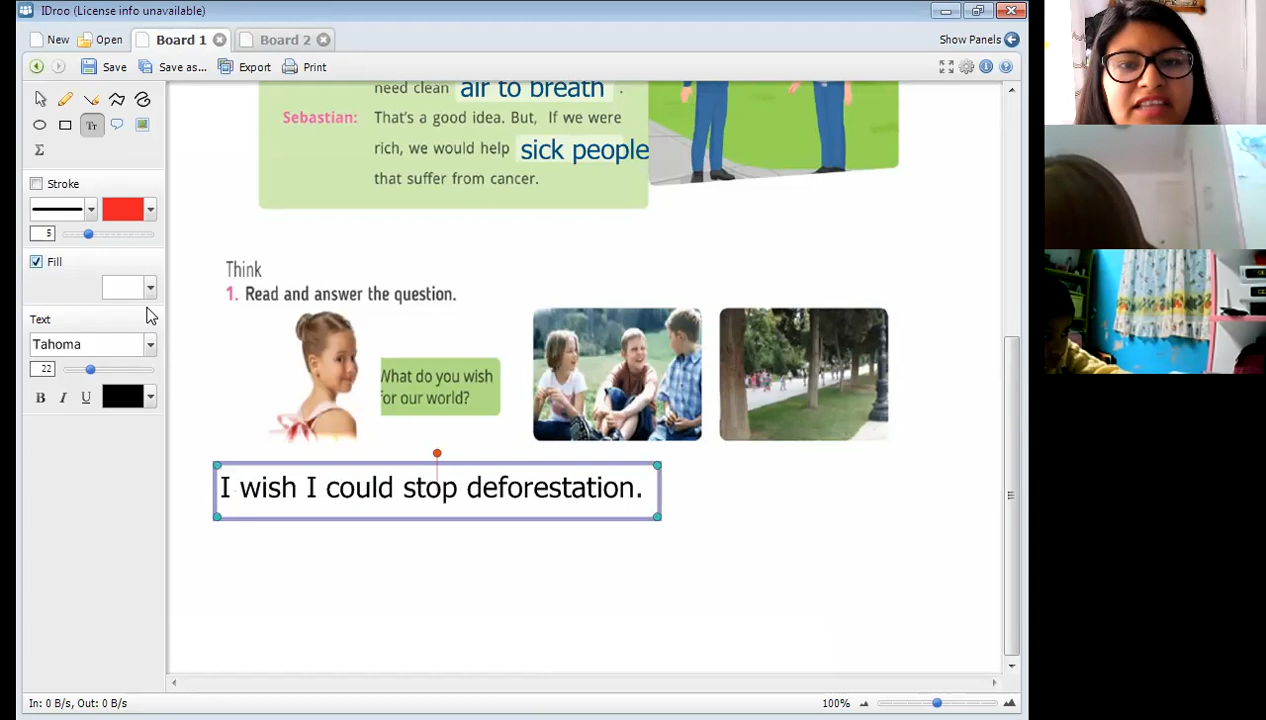 IDroo (License info unavailable)
New Open Board 1 Board 2 Show Panels
Save Save as... Export Print
need clean air to breath .
Sebastian: That's a good idea. But, If we were
rich, we would help sick people
that suffer from cancer.
Tr
Σ
Stroke
5
Fill
Text
Tahoma
22
B I U
Think
1. Read and answer the question.
What do you wish
for our world?
I wish I could stop deforestation.
In: 0 B/s, Out: 0 B/s
100%